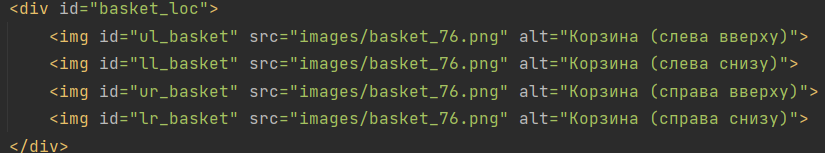 <div id="basket_loc">
<img id="ul_basket" src="images/basket_76.png" alt="Корзина (слева вверху)">
<img id="ll_basket" src="images/basket_76.png" alt="Корзина (слева снизу)">
<img id="ur_basket" src="images/basket_76.png" alt="Корзина (справа вверху)">
<img id="lr_basket" src="images/basket_76.png" alt="Корзина (справа снизу)">
</div>